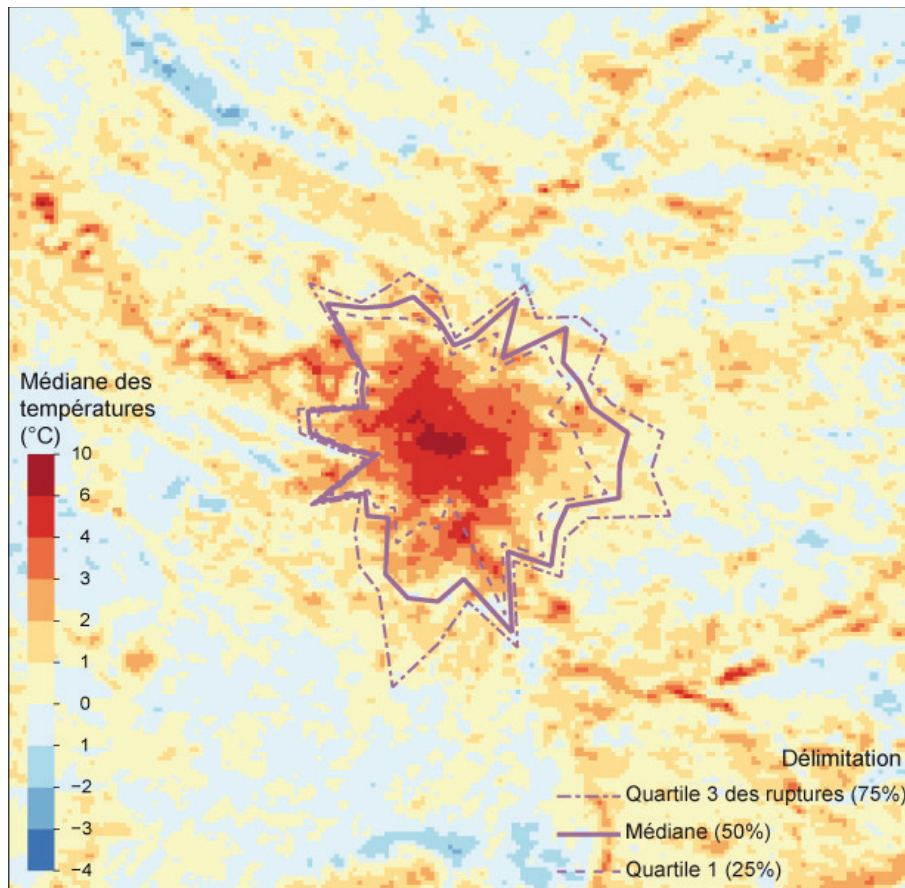 Médiane des
températures
(°C)
10
6
4
3
2
1
0
1
−2
−3
−4
Délimitation
Quartile 3 des ruptures (75%)
Médiane (50%)
Quartile 1 (25%)